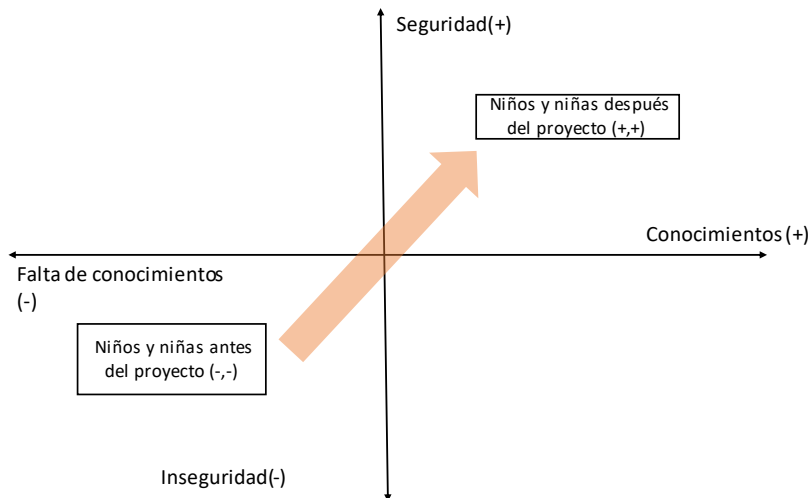 Seguridad(+)
Niños y niñas después
del proyecto (+,+)
Conocimientos (+)
Falta de conocimientos
(-)
Niños y niñas antes
del proyecto (-,-)
Inseguridad(-)